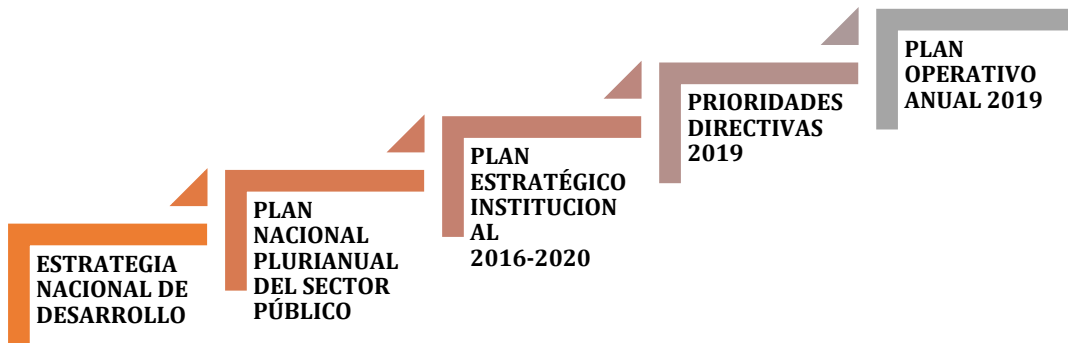 ESTRATEGIA
NACIONAL DE
DESARROLLO
PLAN
NACIONAL
PLURIANUAL
DEL SECTOR
PÚBLICO
PLAN
ESTRATÉGICO
INSTITUCION
AL
2016-2020
PRIORIDADES
DIRECTIVAS
2019
PLAN
OPERATIVO
ANUAL 2019